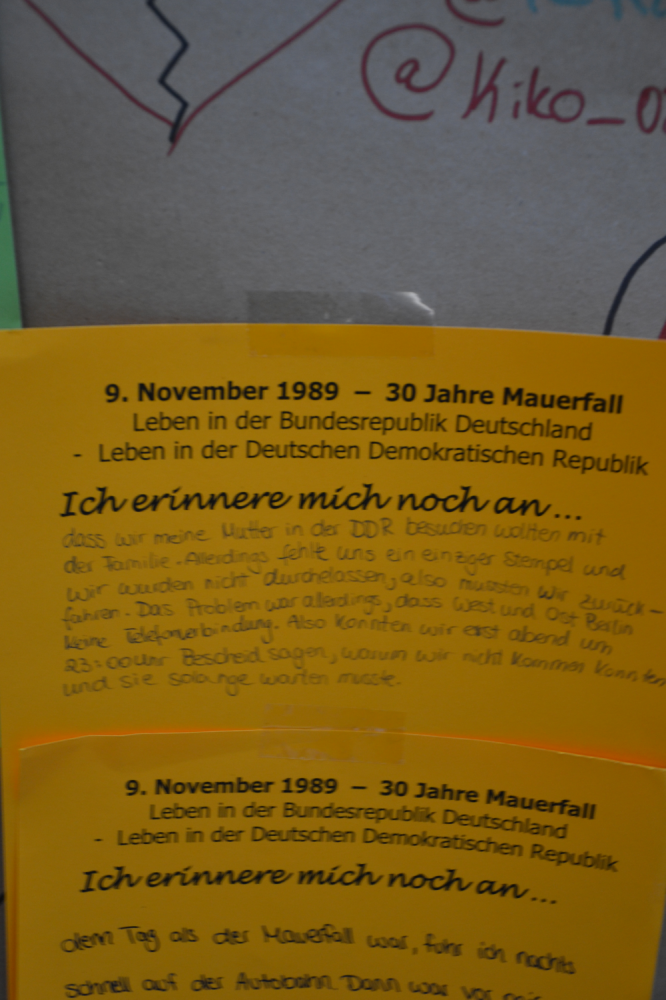 @Kiko_0
9. November 1989 – 30 Jahre Mauerfall
Leben in der Bundesrepublik Deutschland
- Leben in der Deutschen Demokratischen Republik
Ich erinnere mich noch an...
dass wir meine Mutter in der DDR besuchen wollten mit
der Familie. Allerdings fehlte uns ein einziger Stempel und
wir wurden nicht durchelassen, also mussten wir zurück-
fahren. Das Problem war allerdings, dass West und Ost Berlin
keine Telefonverbindung. Also konnten wir erst abend um
23:00 Uhr Bescheid sagen, warum wir nicht kommen konnten
und sie solange warten musste.
9. November 1989 – 30 Jahre Mauerfall
Leben in der Bundesrepublik Deutschland
- Leben in der Deutschen Demokratischen Republik
Ich erinnere mich noch an...
dem Tag als der Mauerfall war, fuhr ich nachts
schnell auf der Autobahn. Dann war vor